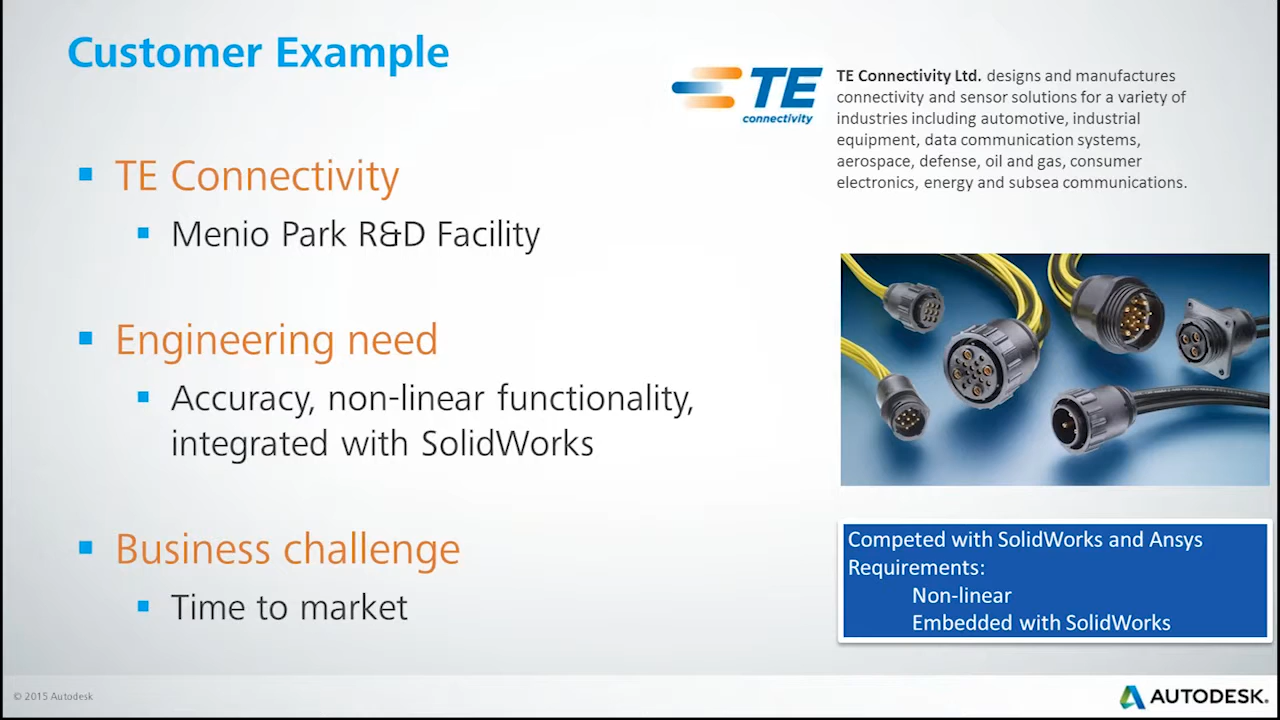 Customer Example
TE
connectivity
TE Connectivity Ltd. designs and manufactures
connectivity and sensor solutions for a variety of
industries including automotive, industrial
equipment, data communication systems,
aerospace, defense, oil and gas, consumer
electronics, energy and subsea communications.
TE Connectivity
Menio Park R&D Facility
Engineering need
Accuracy, non-linear functionality,
integrated with SolidWorks
Business challenge
Time to market
Competed with SolidWorks and Ansys
Requirements:
Non-linear
Embedded with SolidWorks
© 2015 Autodesk
AUTODESK.